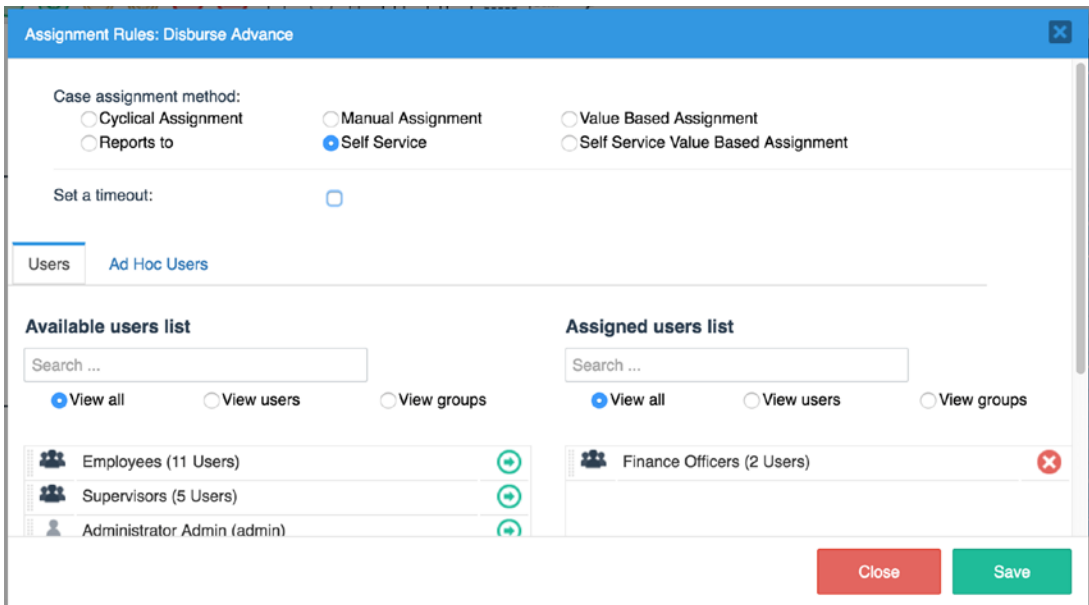 Assignment Rules: Disburse Advance
Case assignment method:
Cyclical Assignment Manual Assignment Value Based Assignment
Reports to Self Service Self Service Value Based Assignment
Set a timeout:
Users Ad Hoc Users
Available users list Assigned users list
Search ... Search ...
View all View users View groups View all View users View groups
Employees (11 Users) Finance Officers (2 Users)
Supervisors (5 Users)
Administrator Admin (admin)
Close Save